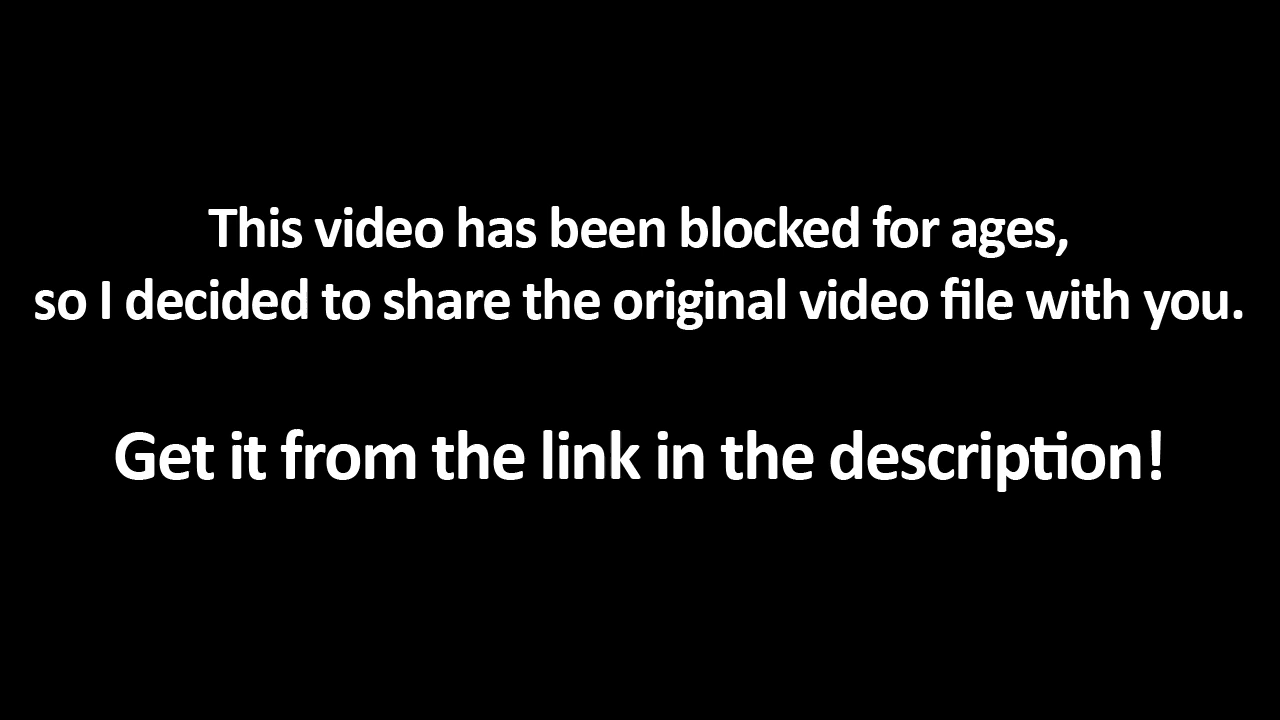 This video has been blocked for ages,
so I decided to share the original video file with you.
Get it from the link in the description!